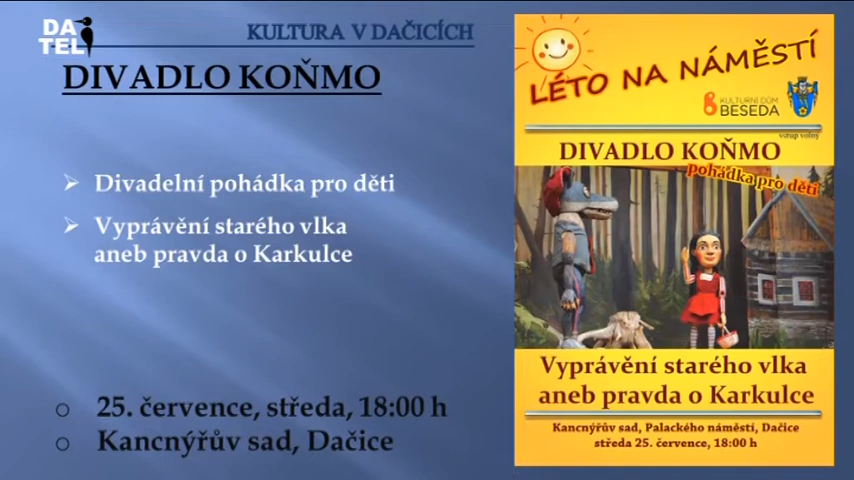 DATEL
KULTURA V DAČICÍCH
DIVADLO KOŇMO
Divadelní pohádka pro děti
Vyprávění starého vlka
aneb pravda o Karkulce
25. července, středa, 18:00 h
Kancnýřův sad, Dačice
LÉTO NA NÁMĚSTÍ
KULTURNÍ DŮM
BESEDA
vstup volný
DIVADLO KOŇMO
pohádka pro děti
Vyprávění starého vlka
aneb pravda o Karkulce
Kancnýřův sad, Palackého náměstí, Dačice
středa 25. července, 18:00 h